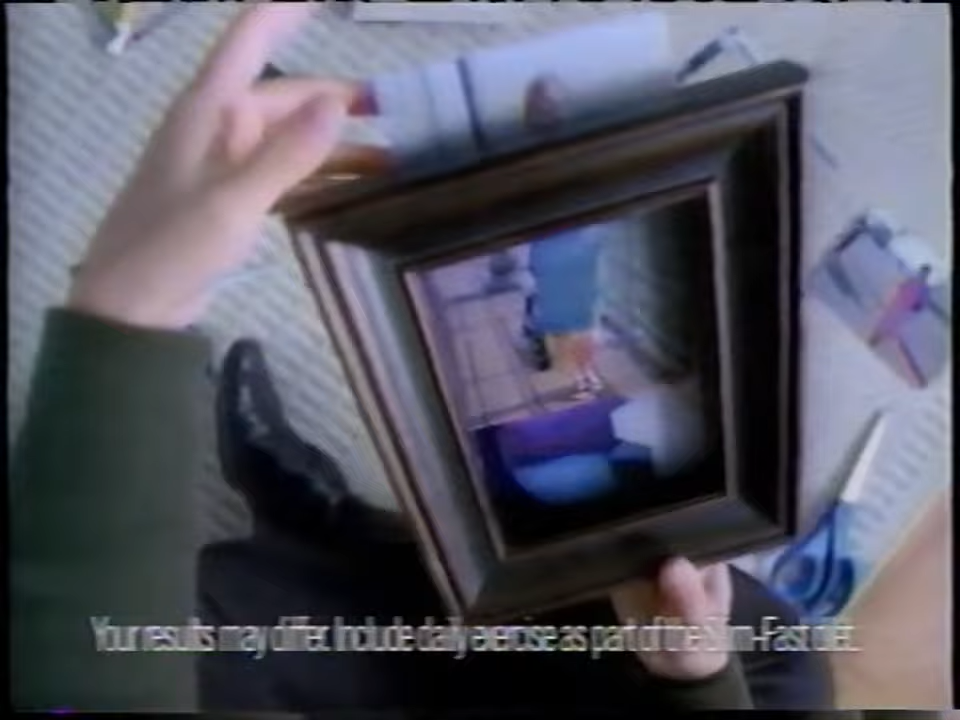 Your results may differ. Include daily exercise as part of the Slim-Fast diet.